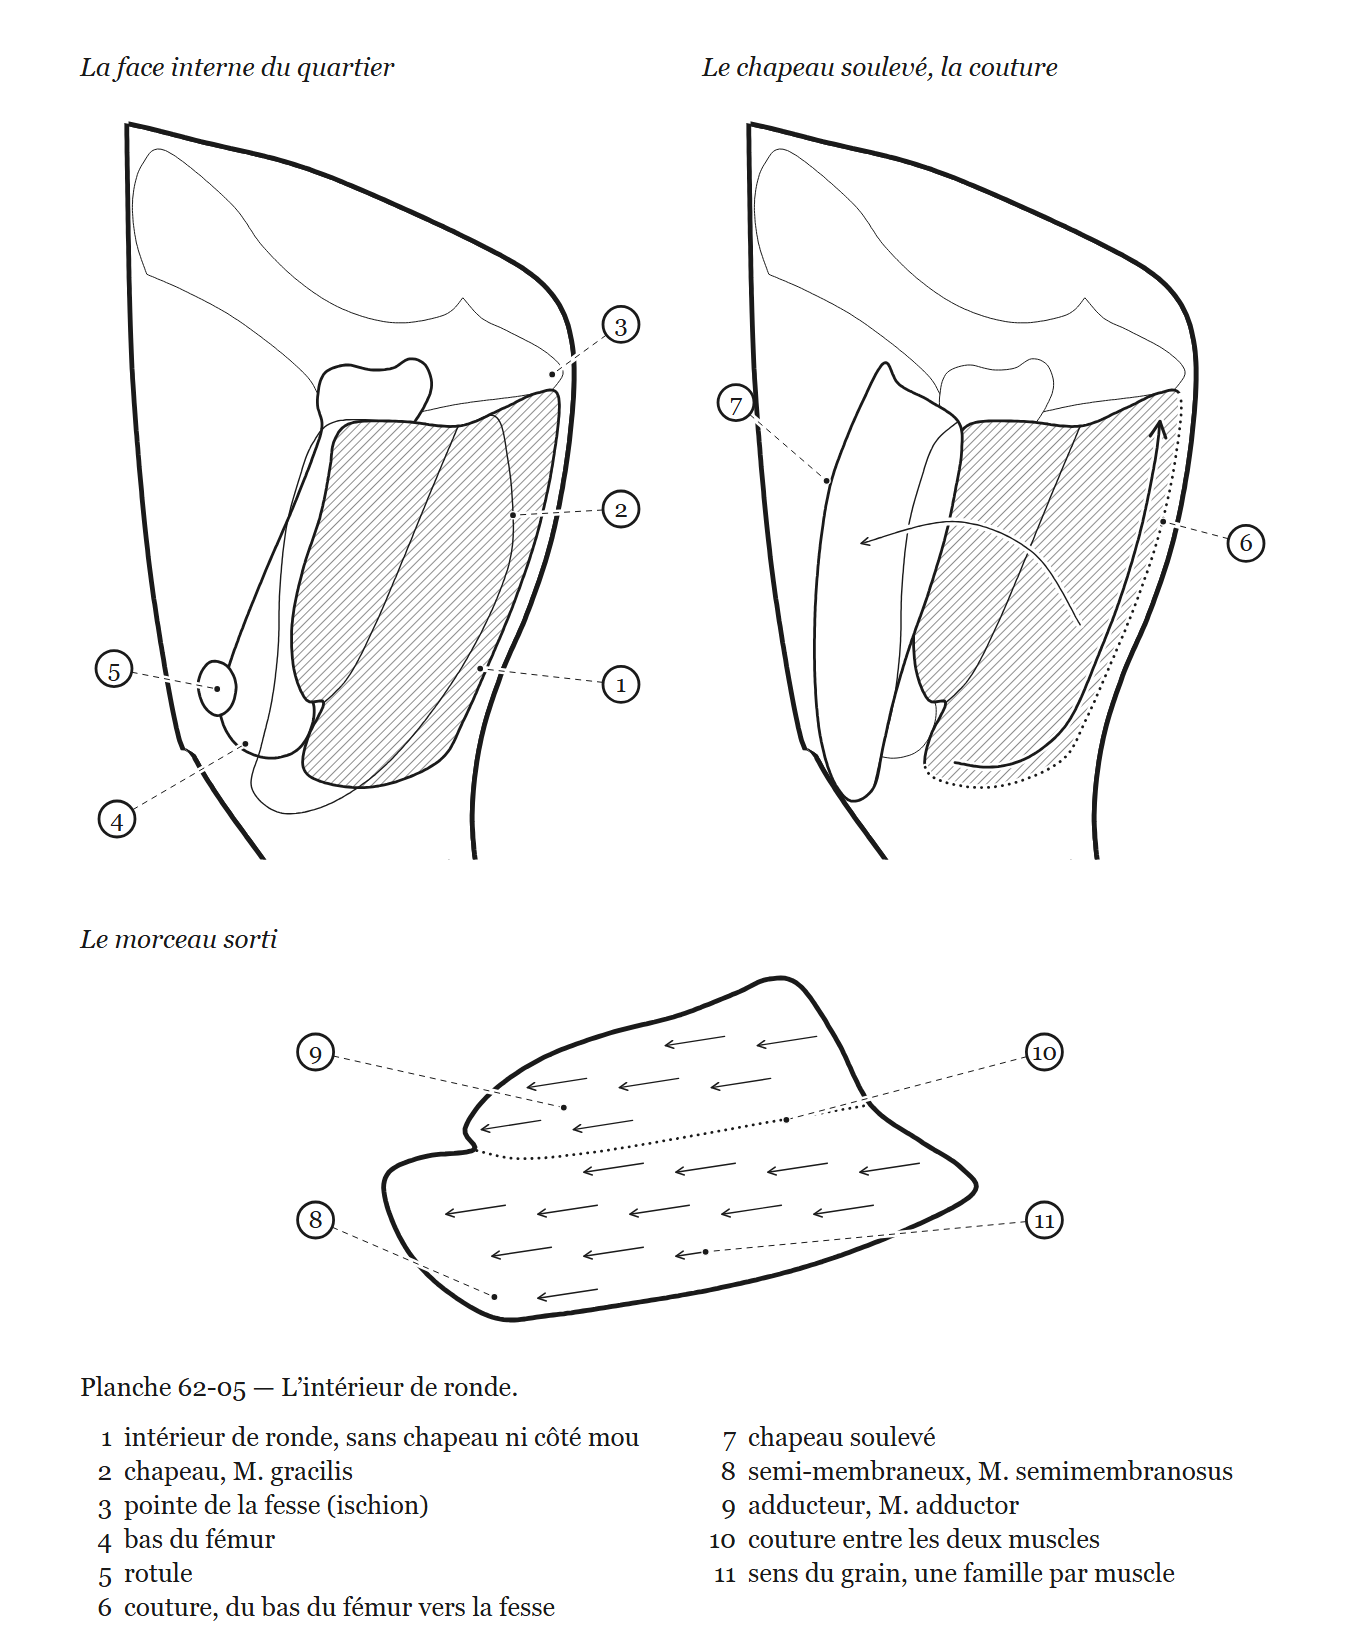 La face interne du quartier
Le chapeau soulevé, la couture
3
7
2
6
5
1
4
Le morceau sorti
9
10
8
11
Planche 62-05 — L’intérieur de ronde.
1 intérieur de ronde, sans chapeau ni côté mou
2 chapeau, M. gracilis
3 pointe de la fesse (ischion)
4 bas du fémur
5 rotule
6 couture, du bas du fémur vers la fesse
7 chapeau soulevé
8 semi-membraneux, M. semimembranosus
9 adducteur, M. adductor
10 couture entre les deux muscles
11 sens du grain, une famille par muscle